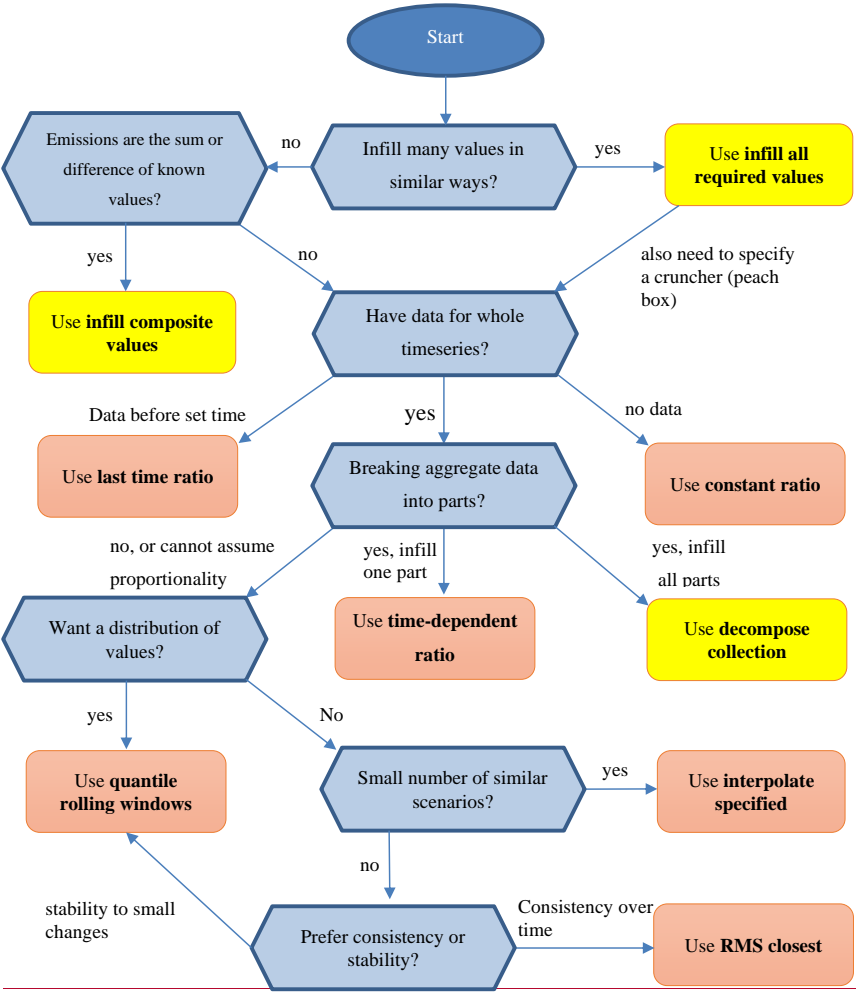 Start
Emissions are the sum or
difference of known
values?
no
Infill many values in
similar ways?
yes
Use infill all
required values
yes
no
also need to specify
a cruncher (peach
box)
Use infill composite
values
Have data for whole
timeseries?
Data before set time
yes
no data
Use last time ratio
Breaking aggregate data
into parts?
Use constant ratio
no, or cannot assume
proportionality
yes, infill
one part
yes, infill
all parts
Want a distribution of
values?
Use time-dependent
ratio
Use decompose
collection
yes
No
Use quantile
rolling windows
Small number of similar
scenarios?
yes
Use interpolate
specified
no
stability to small
changes
Prefer consistency or
stability?
Consistency over
time
Use RMS closest